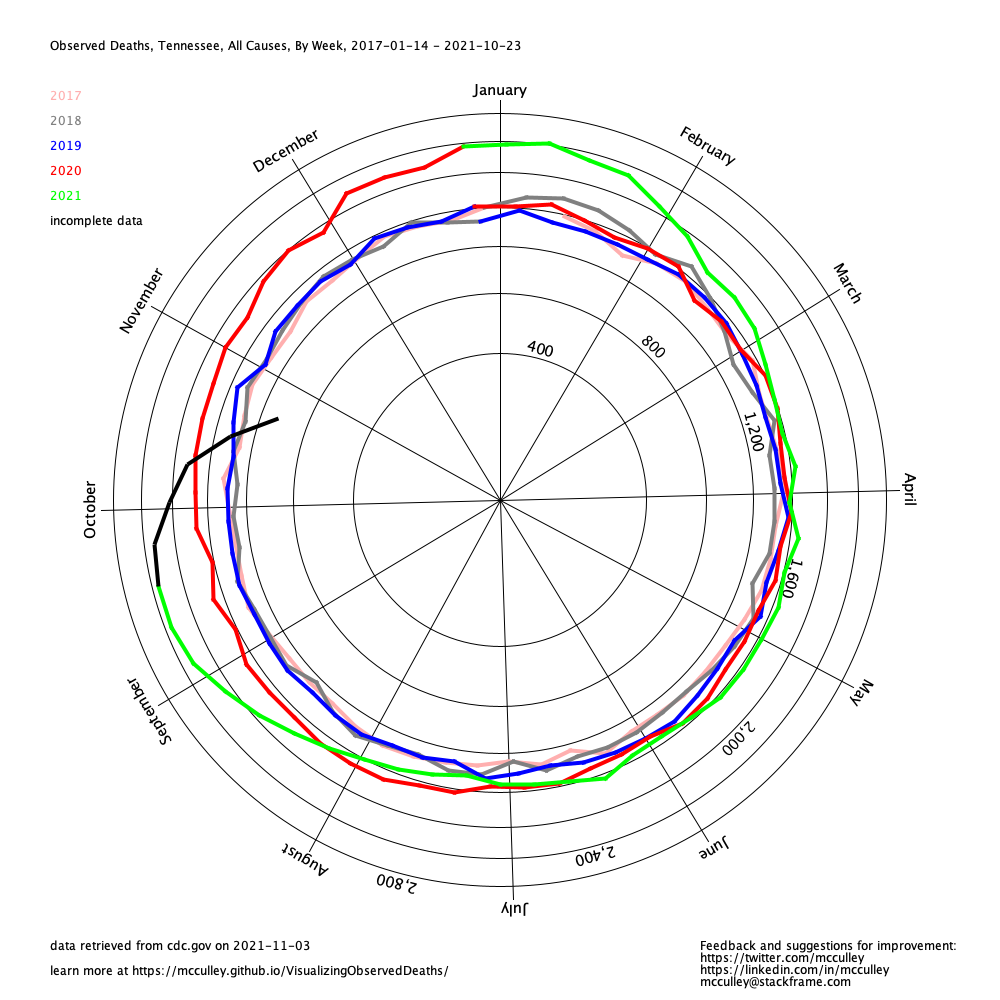 Observed Deaths, Tennessee, All Causes, By Week, 2017-01-14 - 2021-10-23
January
2017
2018
2019
2020
2021
incomplete data
December
February
November
March
400
800
1,200
October
April
1,600
September
May
2,000
August
June
2,400
2,800
July
data retrieved from cdc.gov on 2021-11-03
learn more at https://mcculley.github.io/VisualizingObservedDeaths/
Feedback and suggestions for improvement:
https://twitter.com/mcculley
https://linkedin.com/in/mcculley
mcculley@stackframe.com